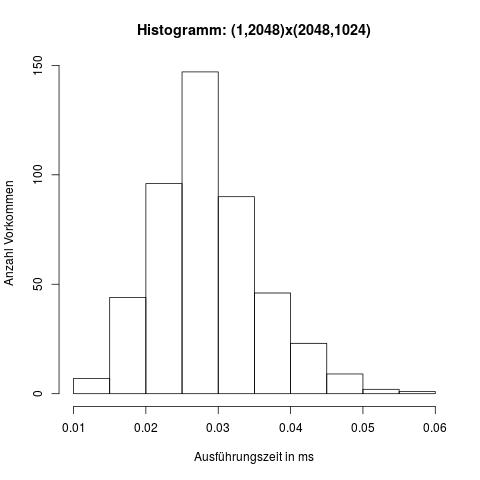 Histogramm: (1,2048)x(2048,1024)
Anzahl Vorkommen
150
100
50
0
0.01 0.02 0.03 0.04 0.05 0.06
Ausführungszeit in ms